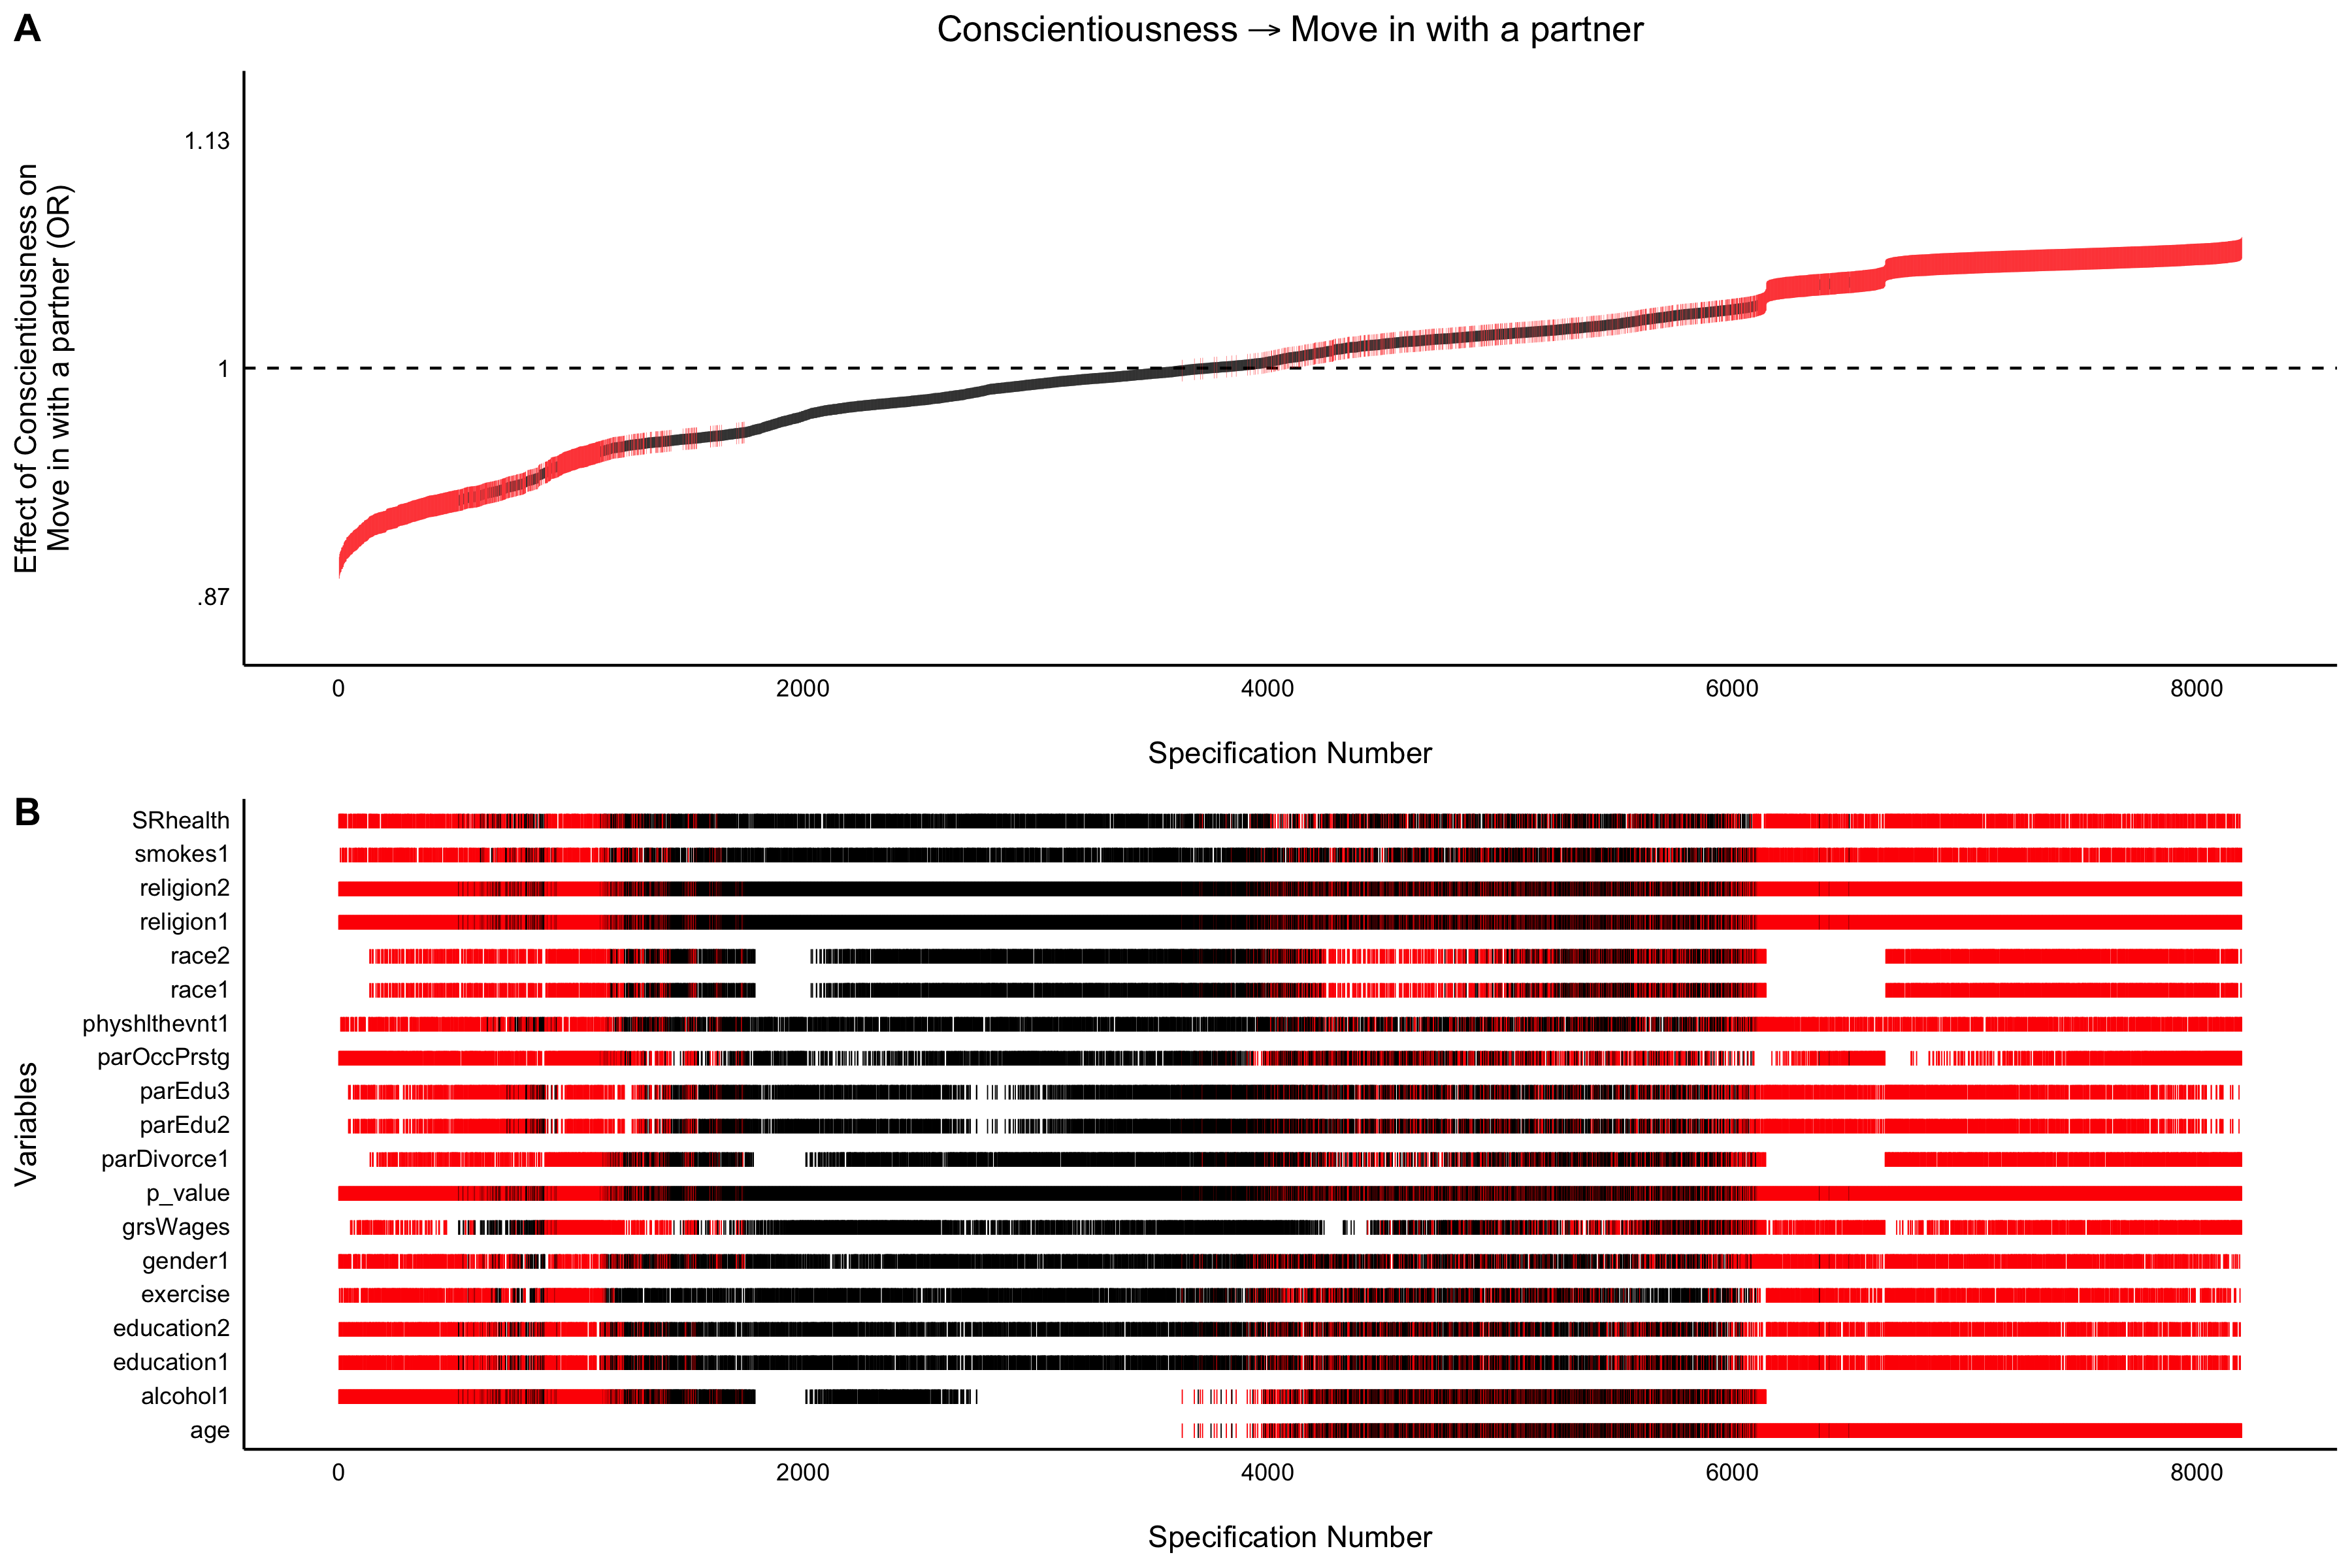 A
Conscientiousness → Move in with a partner
Effect of Conscientiousness on
Move in with a partner (OR)
1.13
1
.87
0 2000 4000 6000 8000
Specification Number
B
Variables
SRhealth
smokes1
religion2
religion1
race2
race1
physhlthevnt1
parOccPrstg
parEdu3
parEdu2
parDivorce1
p_value
grsWages
gender1
exercise
education2
education1
alcohol1
age
0 2000 4000 6000 8000
Specification Number